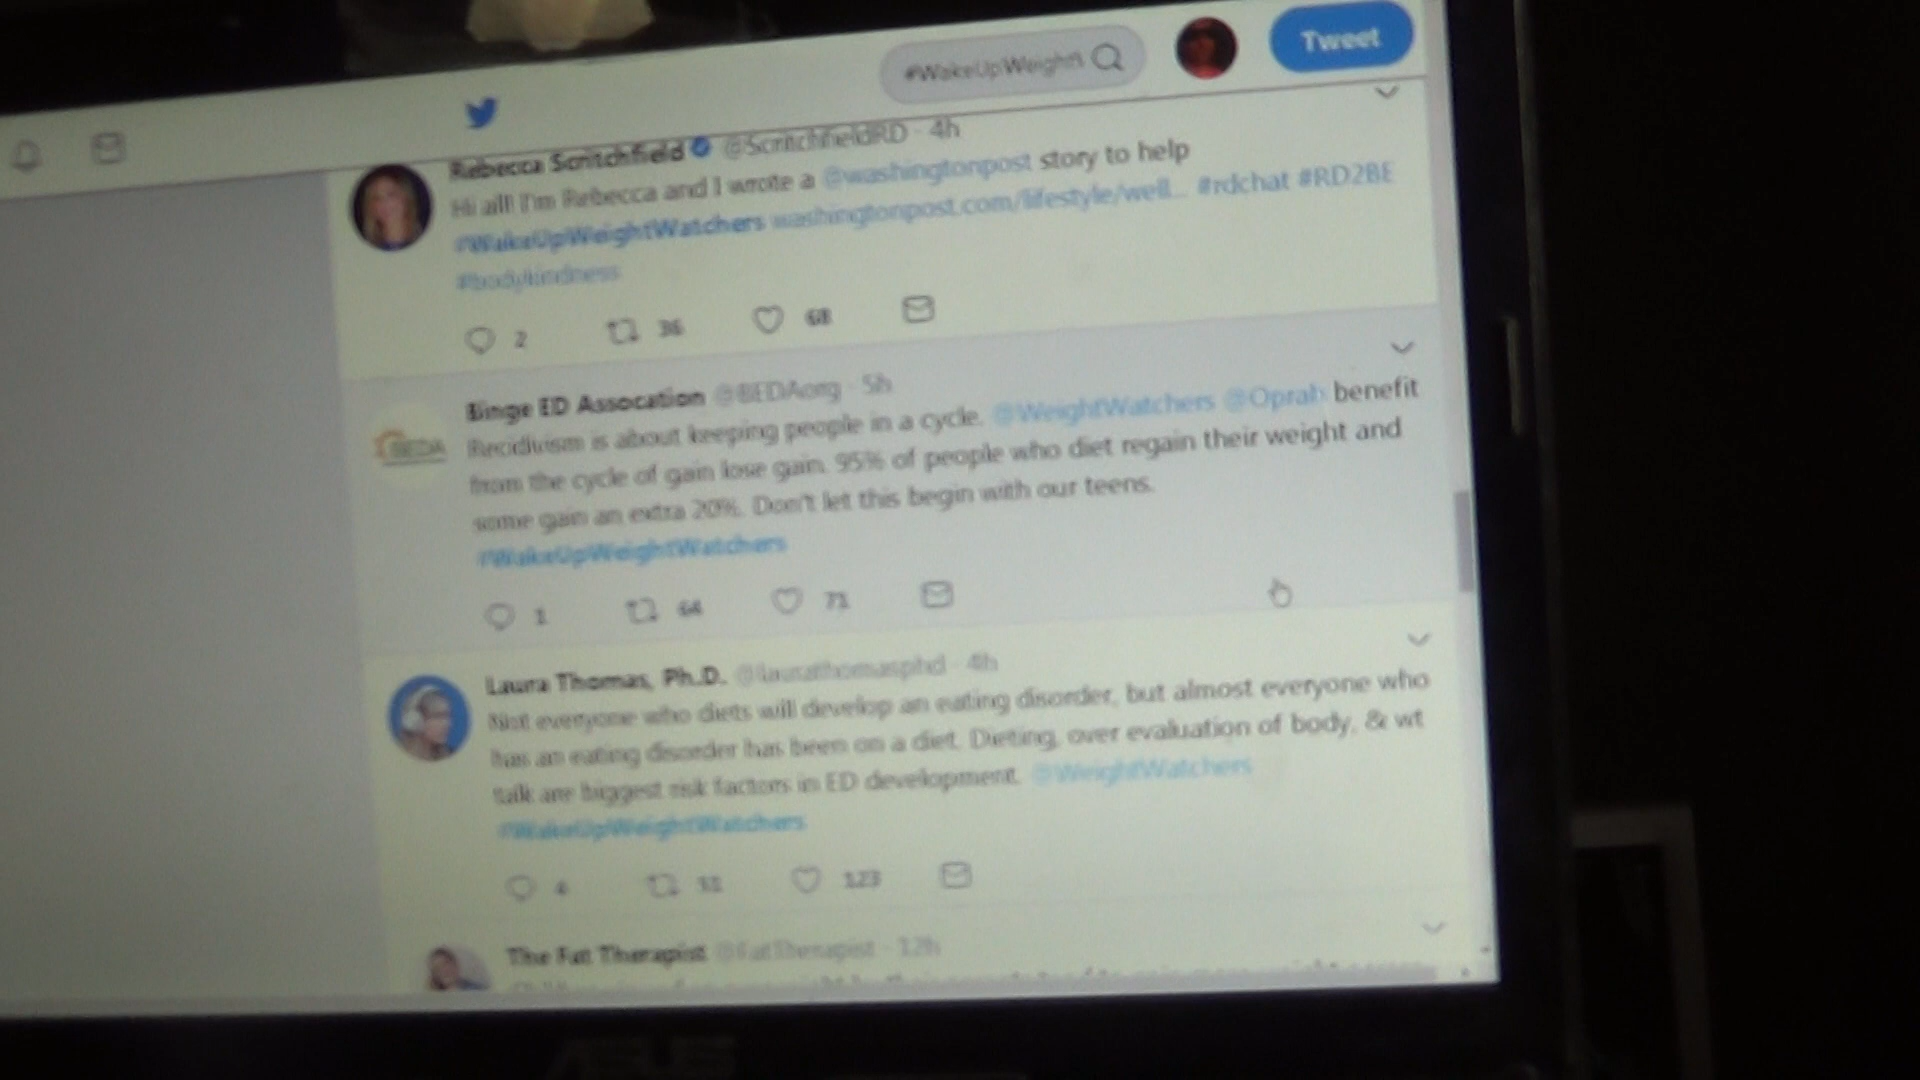 #WakeUpWeight
Tweet
Rebecca Scritchfield @ScritchfieldRD · 4h
Hi all! I'm Rebecca and I wrote a @washingtonpost story to help
#WakeUpWeightWatchers washingtonpost.com/lifestyle/well... #rdchat #RD2BE
#bodykindness
2 36 68
Binge ED Assocation @BEDAorg · 5h
BEDA
Recidivism is about keeping people in a cycle. @WeightWatchers @Oprah benefit
from the cycle of gain lose gain. 95% of people who diet regain their weight and
some gain an extra 20%. Don't let this begin with our teens.
#WakeUpWeightWatchers
1 64 71
Laura Thomas, Ph.D. @laurathomasphd · 4h
Not everyone who diets will develop an eating disorder, but almost everyone who
has an eating disorder has been on a diet. Dieting, over evaluation of body, & wt
talk are biggest risk factors in ED development. @WeightWatchers
#WakeUpWeightWatchers
4 123
The Fat Therapist @FatTherapist · 12h
ASUS